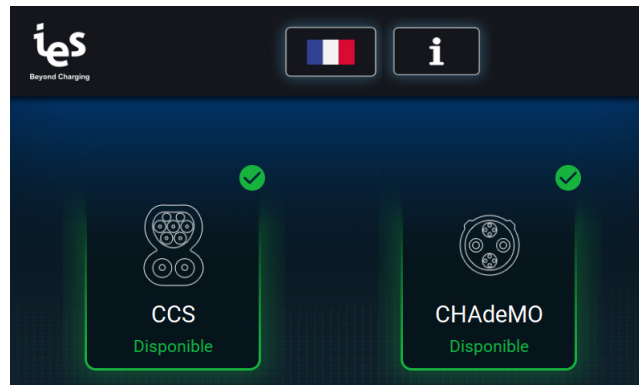 ies
Beyond Charging
i
CCS
Disponible
CHAdeMO
Disponible